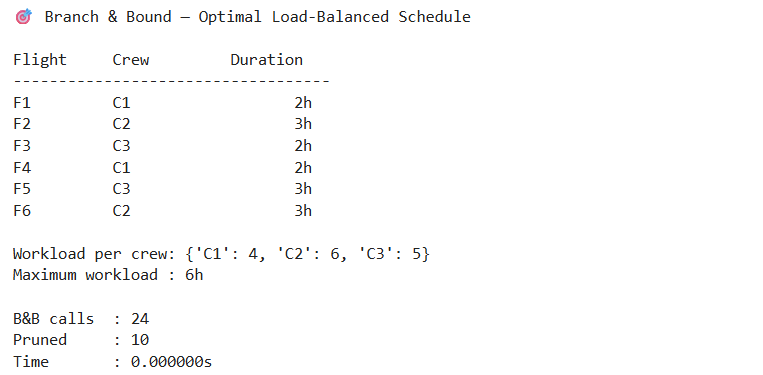 🎯 Branch & Bound — Optimal Load-Balanced Schedule
Flight Crew Duration
-----------------------------------
F1 C1 2h
F2 C2 3h
F3 C3 2h
F4 C1 2h
F5 C3 3h
F6 C2 3h
Workload per crew: {'C1': 4, 'C2': 6, 'C3': 5}
Maximum workload : 6h
B&B calls : 24
Pruned : 10
Time : 0.000000s